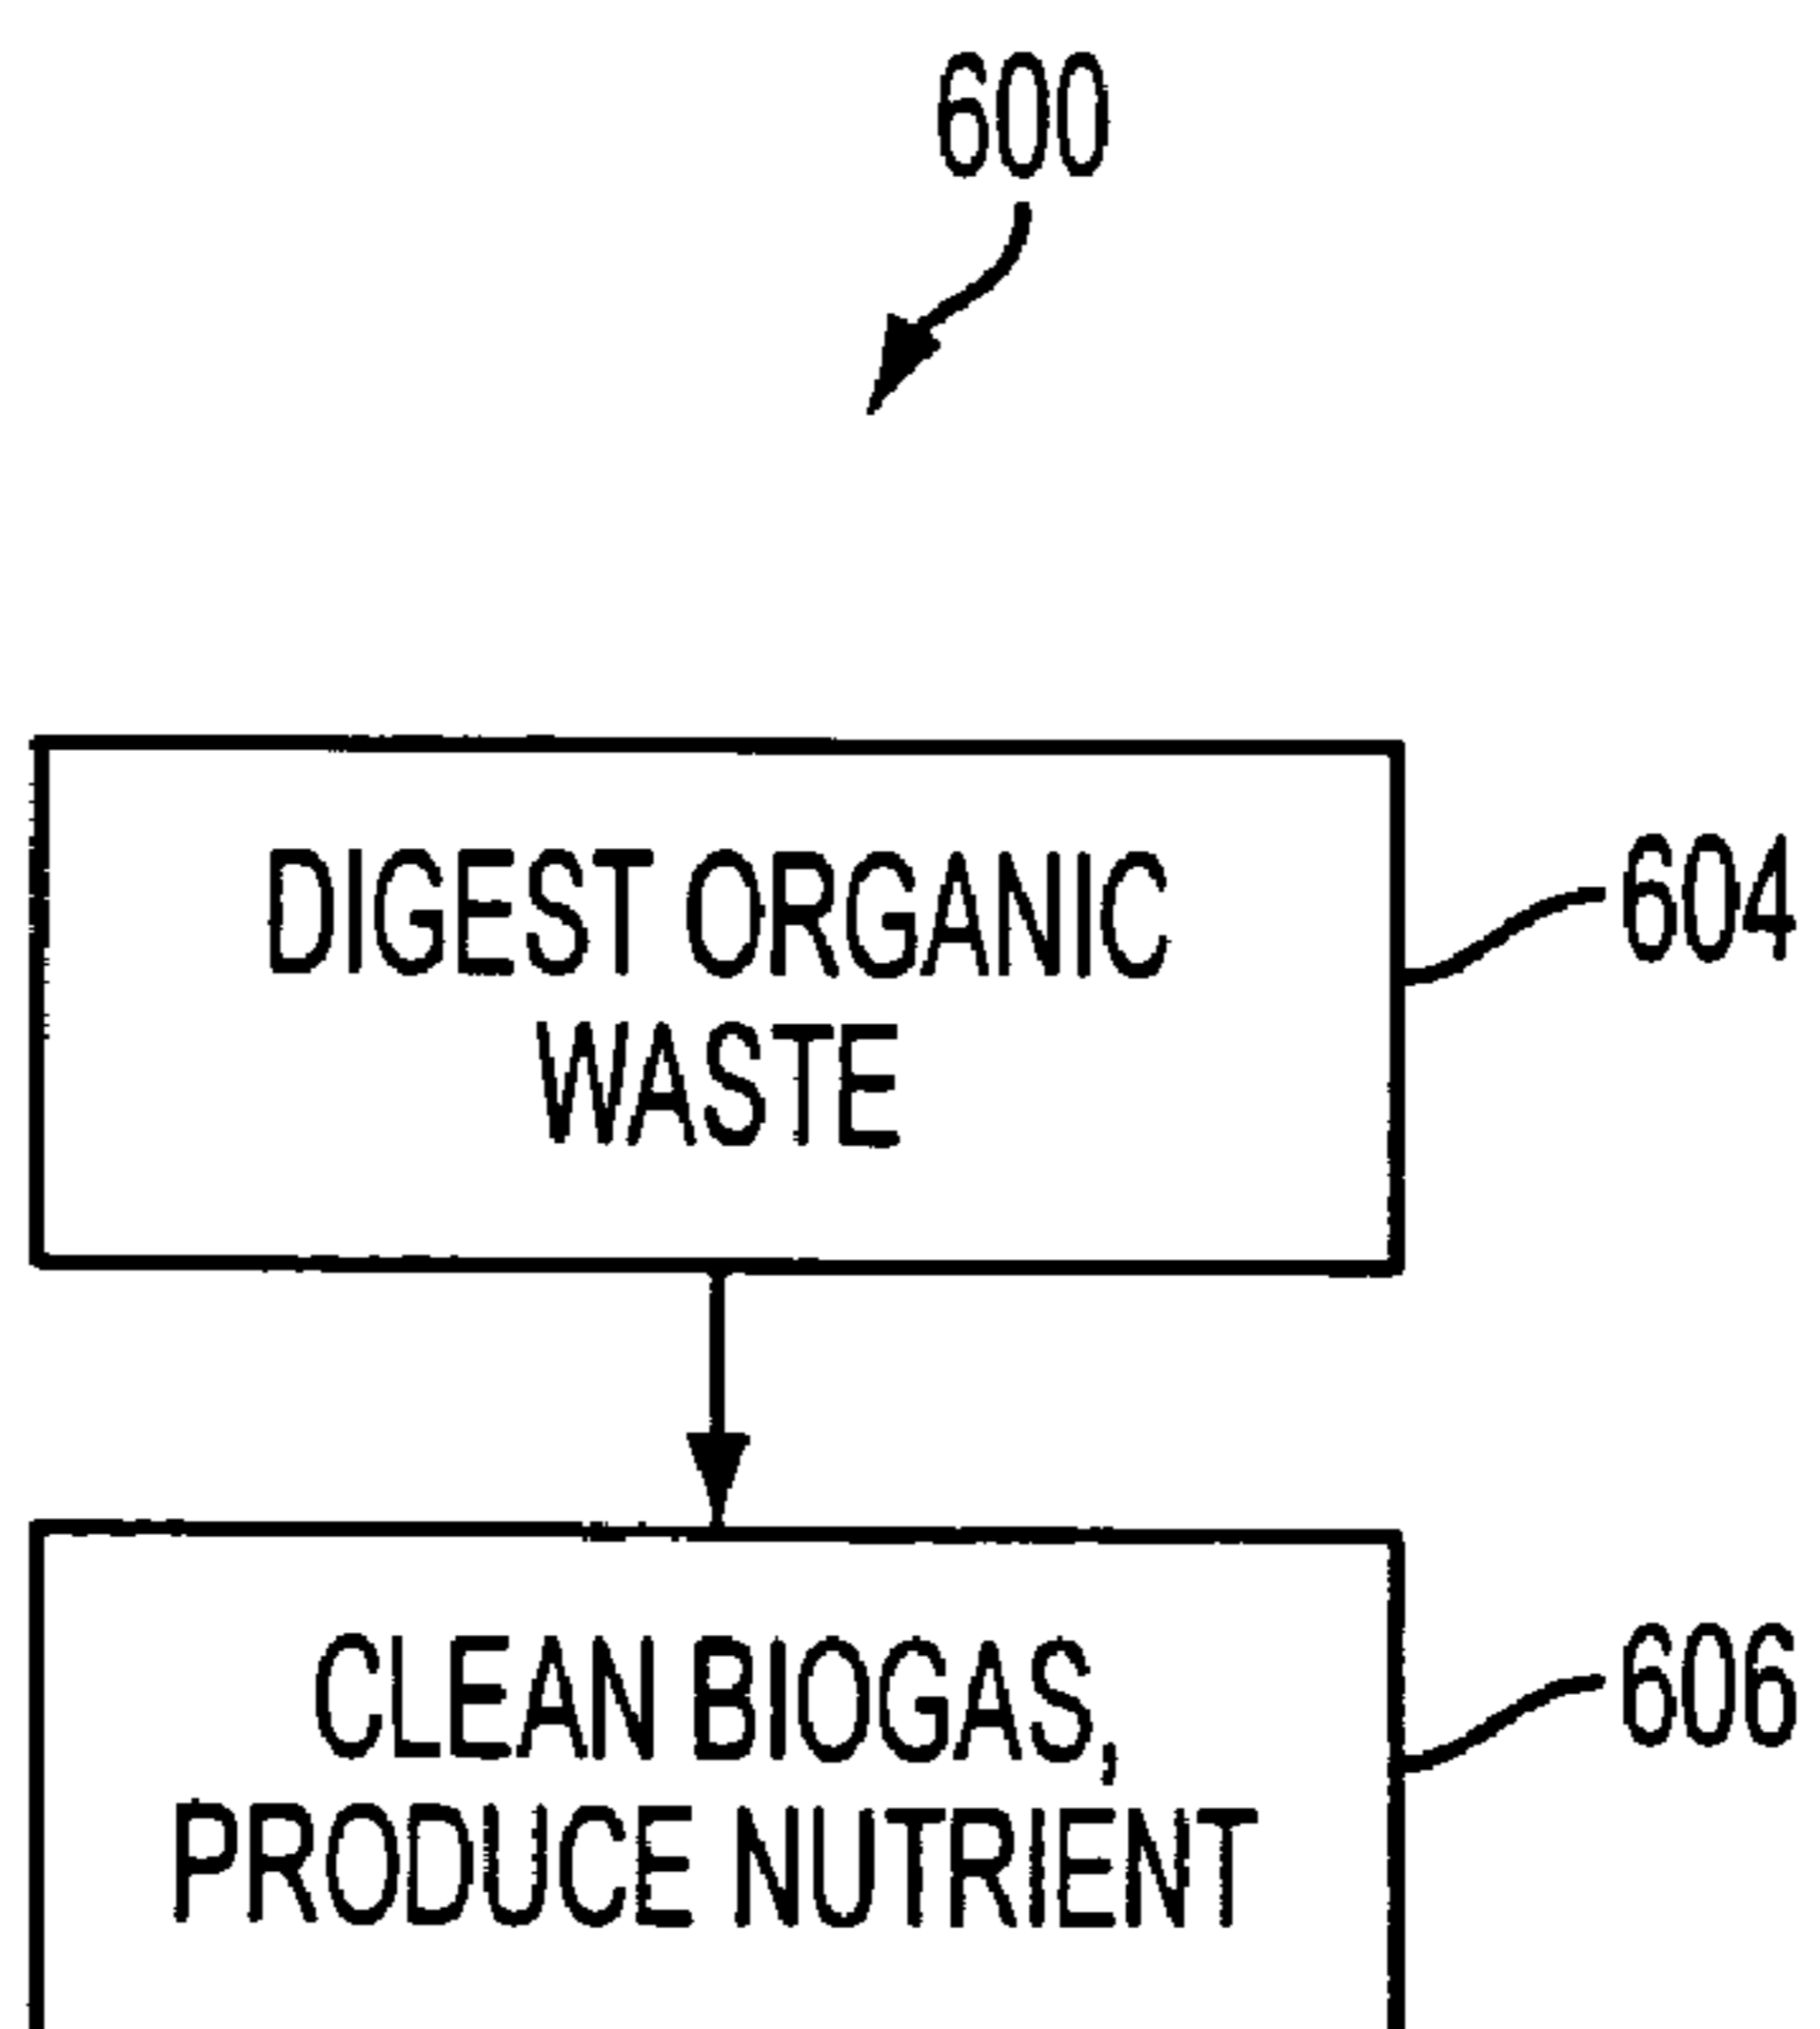 600
DIGEST ORGANIC
WASTE
604
CLEAN BIOGAS,
PRODUCE NUTRIENT
606